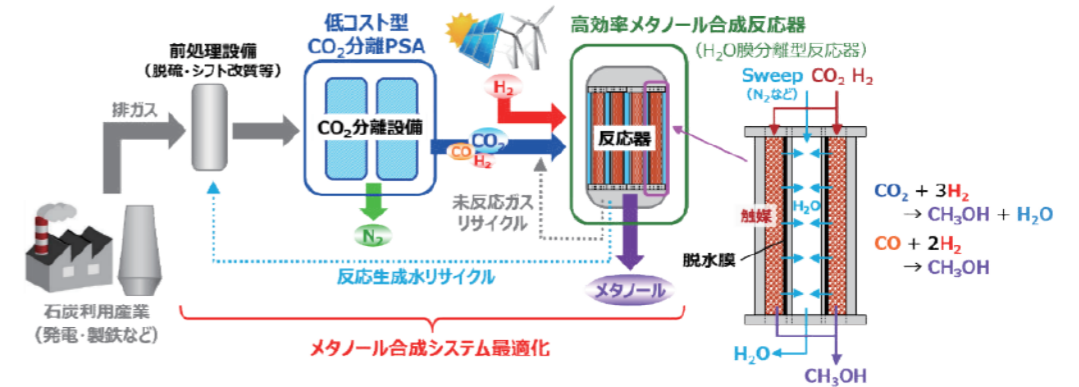 低コスト型
CO₂分離PSA
前処理設備
(脱硫・シフト改質等)
排ガス
CO₂分離設備
N₂
CO₂
CO
H₂
H₂
高効率メタノール合成反応器
(H₂O膜分離型反応器)
反応器
未反応ガス
リサイクル
反応生成水リサイクル
メタノール
石炭利用産業
(発電・製鉄など)
メタノール合成システム最適化
Sweep
(N₂など)
CO₂ H₂
H₂O
触媒
脱水膜
H₂O
CH₃OH
CO₂ + 3H₂
→ CH₃OH + H₂O
CO + 2H₂
→ CH₃OH